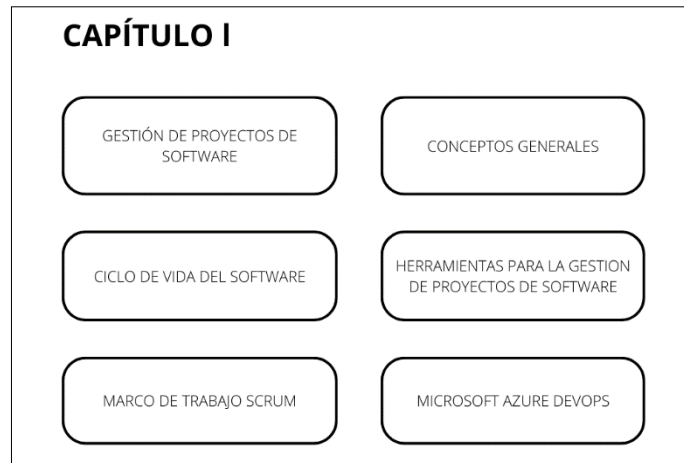 CAPÍTULO l
GESTIÓN DE PROYECTOS DE
SOFTWARE
CONCEPTOS GENERALES
CICLO DE VIDA DEL SOFTWARE
HERRAMIENTAS PARA LA GESTION
DE PROYECTOS DE SOFTWARE
MARCO DE TRABAJO SCRUM
MICROSOFT AZURE DEVOPS